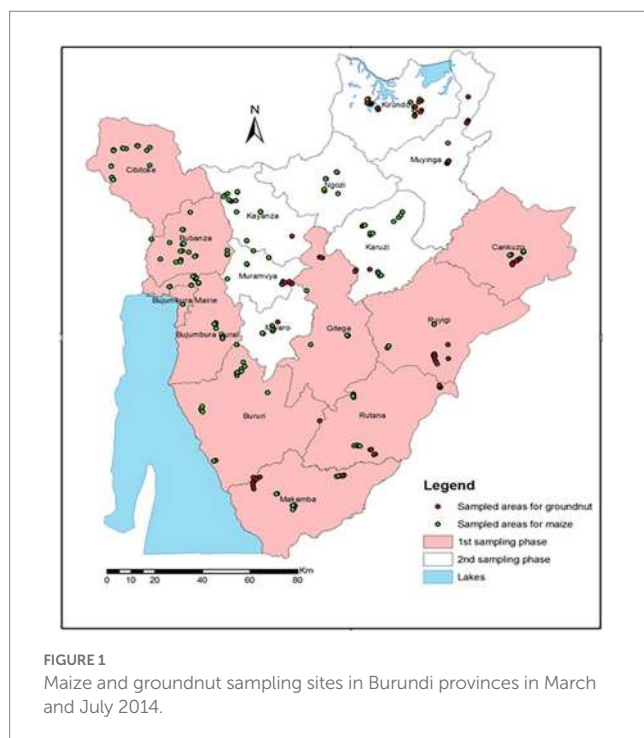 N
Kirundo
Muyinga
Cibitoke
Ngozi
Kayanza
Bubanza
Karuzi
Cankuzo
Muramvya
Bujumbura Mairie
Ruyigi
Bujumbura Rural
Gitega
Bururi
Rutana
Makamba
Legend
Sampled areas for groundnut
Sampled areas for maize
1st sampling phase
2nd sampling phase
Lakes
Km
0 10 20 40 60 80
FIGURE 1
Maize and groundnut sampling sites in Burundi provinces in March
and July 2014.